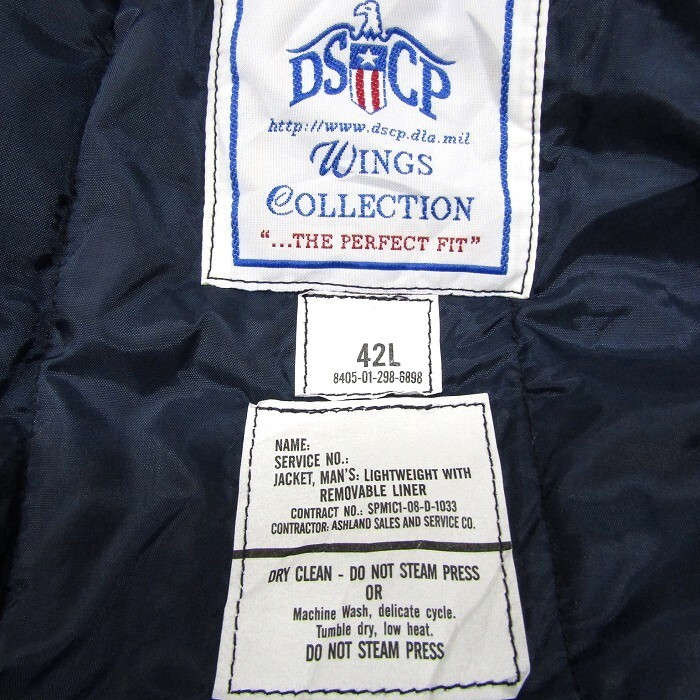 DSCP
http://www.dscp.dla.mil
WINGS
COLLECTION
"...THE PERFECT FIT"
42L
8405-01-298-6898
NAME:
SERVICE NO.:
JACKET, MAN'S: LIGHTWEIGHT WITH
REMOVABLE LINER
CONTRACT NO.: SPM1C1-08-D-1033
CONTRACTOR: ASHLAND SALES AND SERVICE CO.
DRY CLEAN - DO NOT STEAM PRESS
OR
Machine Wash, delicate cycle.
Tumble dry, low heat.
DO NOT STEAM PRESS